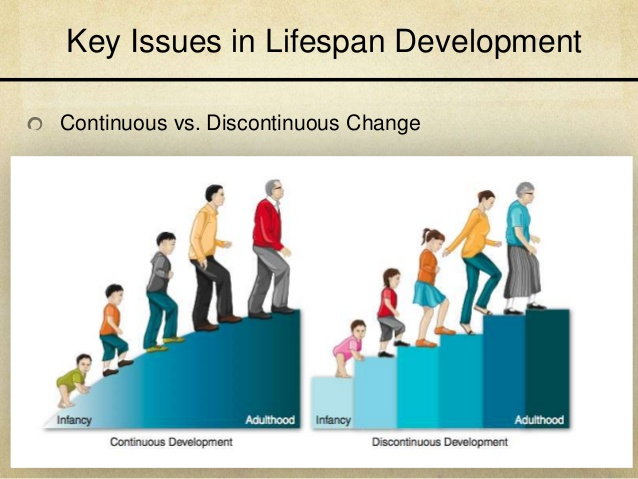 Key Issues in Lifespan Development
Continuous vs. Discontinuous Change
Infancy
Adulthood
Continuous Development
Infancy
Adulthood
Discontinuous Development